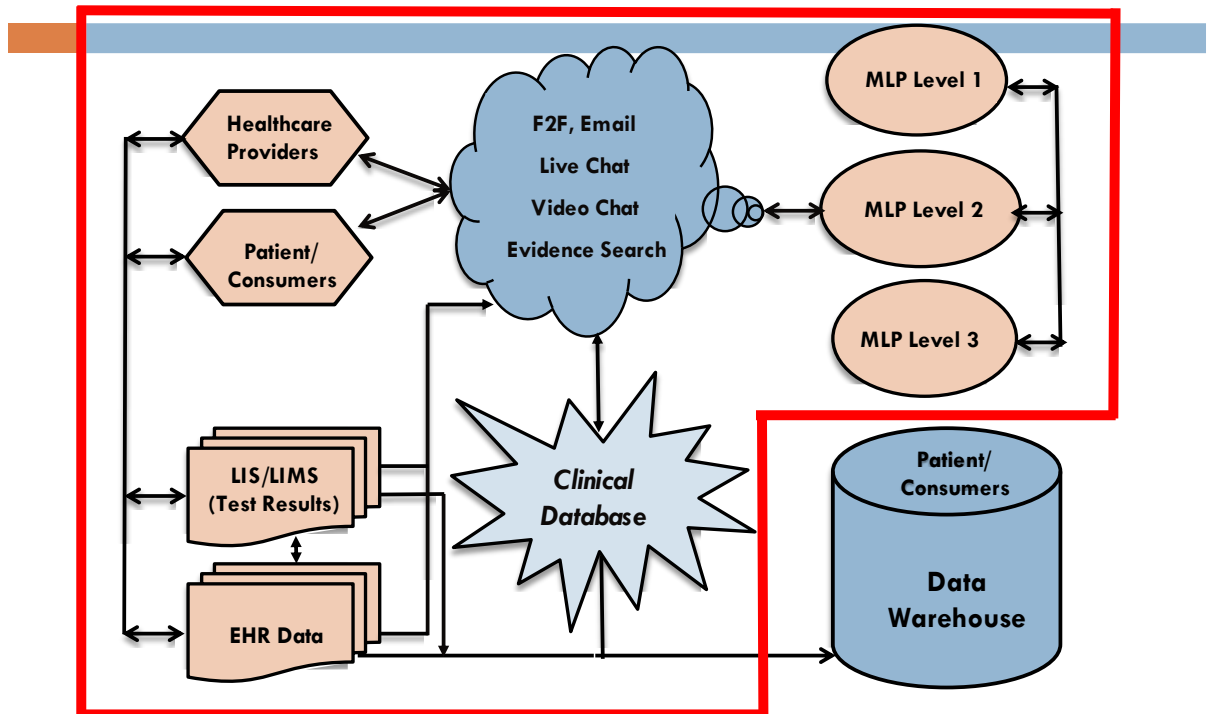 Healthcare
Providers
Patient/
Consumers
F2F, Email
Live Chat
Video Chat
Evidence Search
MLP Level 1
MLP Level 2
MLP Level 3
LIS/LIMS
(Test Results)
EHR Data
Clinical
Database
Patient/
Consumers
Data
Warehouse